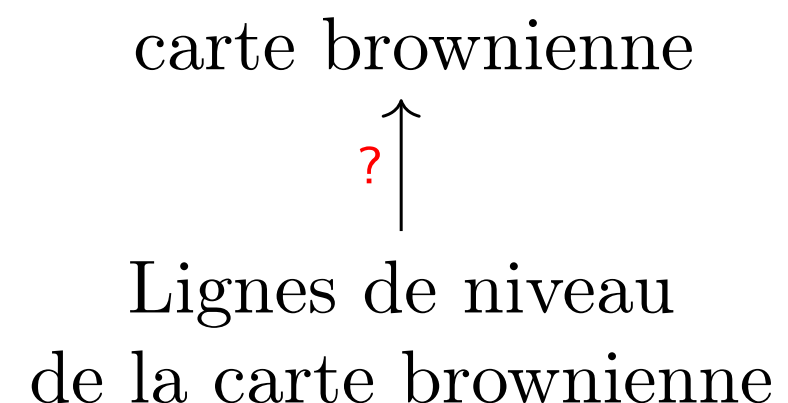 carte brownienne
?
Lignes de niveau
de la carte brownienne